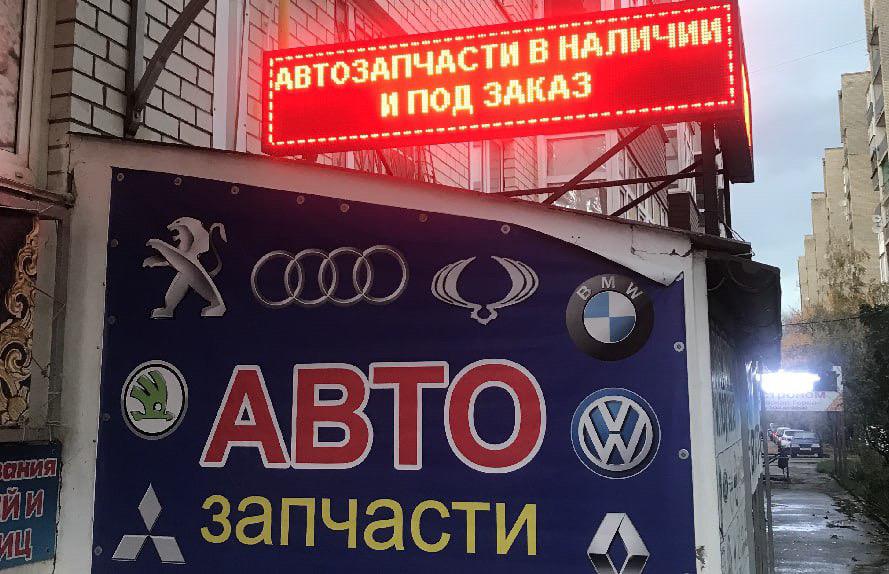 АВТОЗАПЧАСТИ В НАЛИЧИИ
И ПОД ЗАКАЗ
BMW
АВТО
запчасти